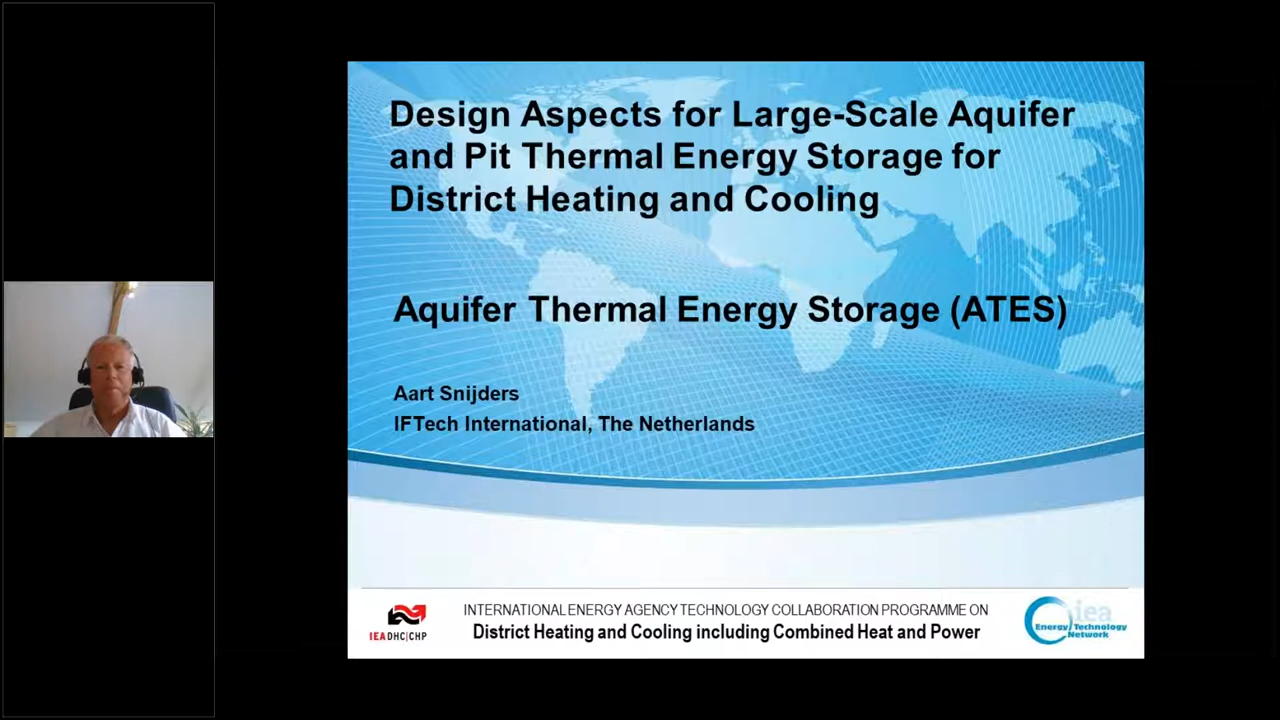 Design Aspects for Large-Scale Aquifer
and Pit Thermal Energy Storage for
District Heating and Cooling
Aquifer Thermal Energy Storage (ATES)
Aart Snijders
IFTech International, The Netherlands
INTERNATIONAL ENERGY AGENCY TECHNOLOGY COLLABORATION PROGRAMME ON
District Heating and Cooling including Combined Heat and Power
IEA DHC|CHP
iea
Energy Technology
Network